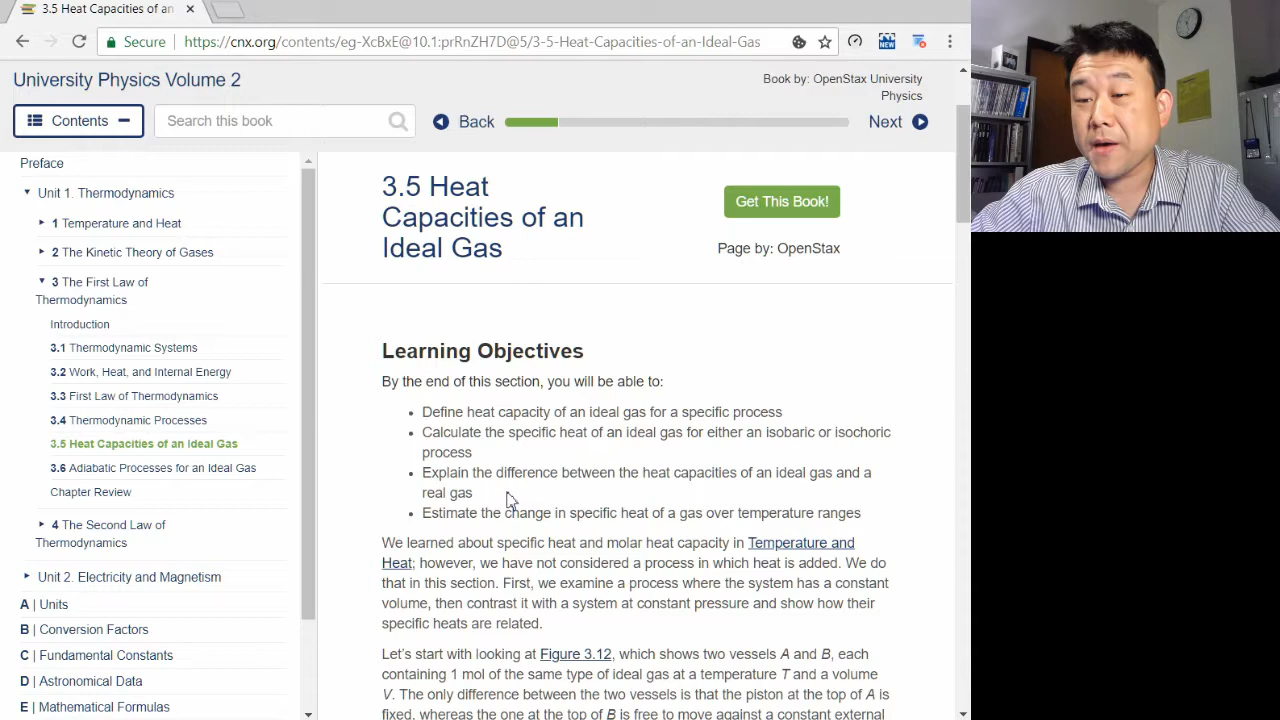 3.5 Heat Capacities of an
Secure
https://cnx.org/contents/eg-XcBxE@10.1:prRnZH7D@5/3-5-Heat-Capacities-of-an-Ideal-Gas
NEW
University Physics Volume 2
Book by: OpenStax University
Physics
Contents
Search this book
Back
Next
Preface
Unit 1. Thermodynamics
1 Temperature and Heat
2 The Kinetic Theory of Gases
3 The First Law of
Thermodynamics
Introduction
3.1 Thermodynamic Systems
3.2 Work, Heat, and Internal Energy
3.3 First Law of Thermodynamics
3.4 Thermodynamic Processes
3.5 Heat Capacities of an Ideal Gas
3.6 Adiabatic Processes for an Ideal Gas
Chapter Review
4 The Second Law of
Thermodynamics
Unit 2. Electricity and Magnetism
A | Units
B | Conversion Factors
C | Fundamental Constants
D | Astronomical Data
E | Mathematical Formulas
3.5 Heat
Capacities of an
Ideal Gas
Get This Book!
Page by: OpenStax
Learning Objectives
By the end of this section, you will be able to:
• Define heat capacity of an ideal gas for a specific process
• Calculate the specific heat of an ideal gas for either an isobaric or isochoric
process
• Explain the difference between the heat capacities of an ideal gas and a
real gas
• Estimate the change in specific heat of a gas over temperature ranges
We learned about specific heat and molar heat capacity in Temperature and
Heat; however, we have not considered a process in which heat is added. We do
that in this section. First, we examine a process where the system has a constant
volume, then contrast it with a system at constant pressure and show how their
specific heats are related.
Let's start with looking at Figure 3.12, which shows two vessels A and B, each
containing 1 mol of the same type of ideal gas at a temperature T and a volume
V. The only difference between the two vessels is that the piston at the top of A is
fixed, whereas the one at the top of B is free to move against a constant external